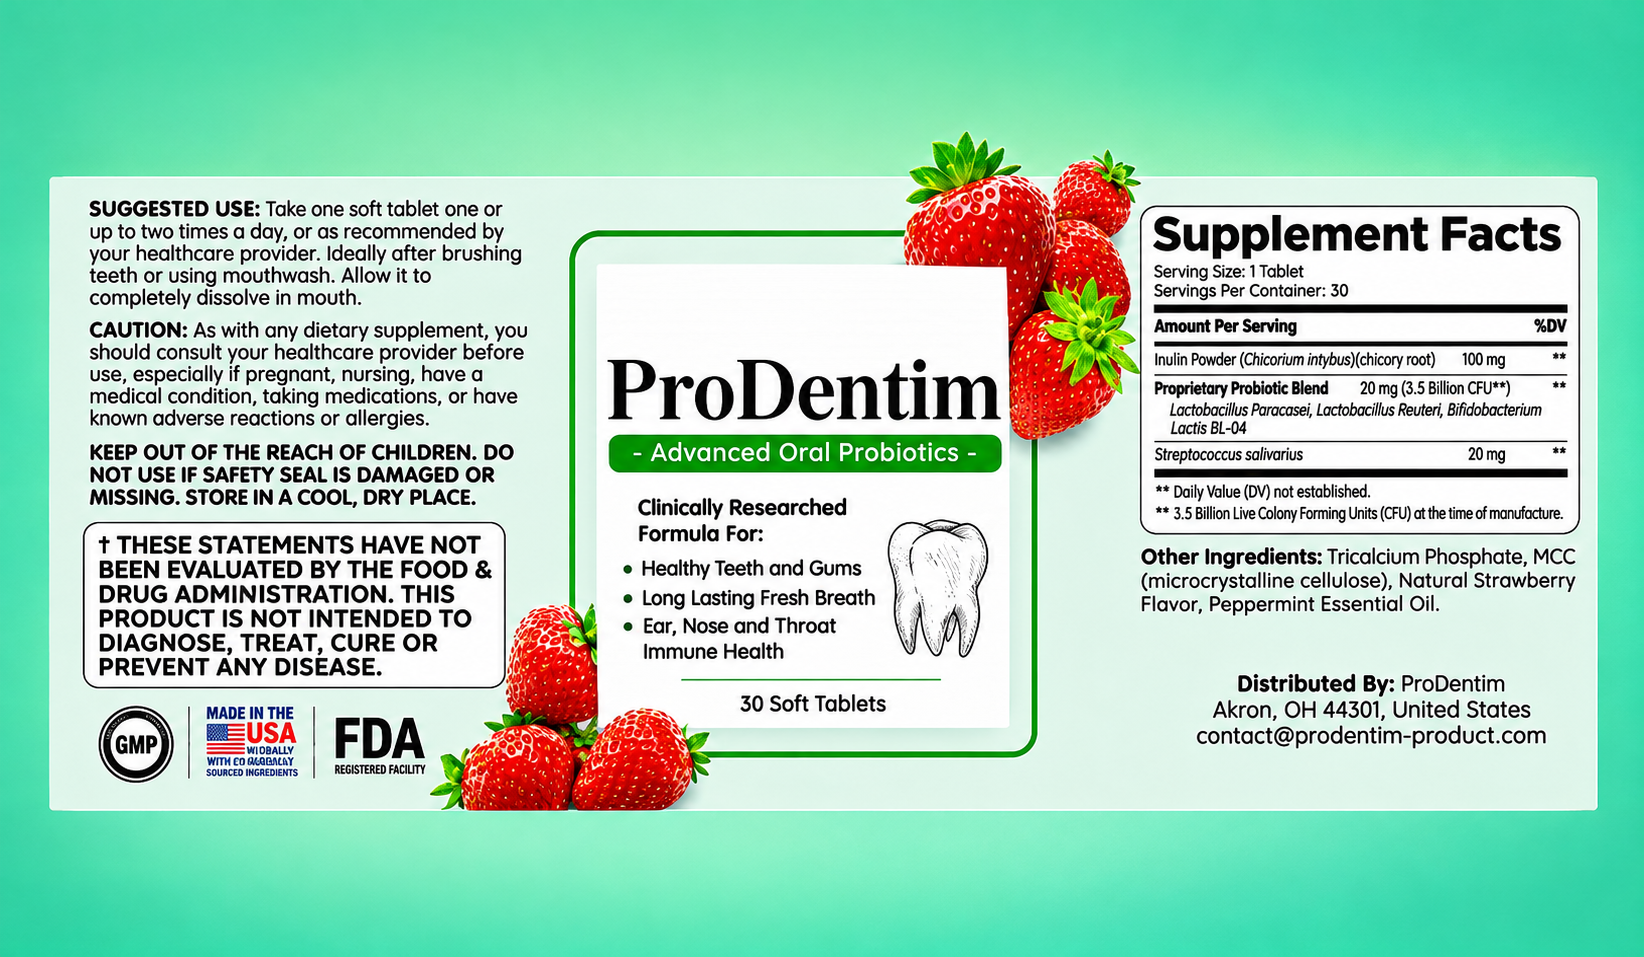 SUGGESTED USE: Take one soft tablet one or
up to two times a day, or as recommended by
your healthcare provider. Ideally after brushing
teeth or using mouthwash. Allow it to
completely dissolve in mouth.
CAUTION: As with any dietary supplement, you
should consult your healthcare provider before
use, especially if pregnant, nursing, have a
medical condition, taking medications, or have
known adverse reactions or allergies.
KEEP OUT OF THE REACH OF CHILDREN. DO
NOT USE IF SAFETY SEAL IS DAMAGED OR
MISSING. STORE IN A COOL, DRY PLACE.
† THESE STATEMENTS HAVE NOT
BEEN EVALUATED BY THE FOOD &
DRUG ADMINISTRATION. THIS
PRODUCT IS NOT INTENDED TO
DIAGNOSE, TREAT, CURE OR
PREVENT ANY DISEASE.
GMP
MADE IN THE
USA
WITH
SOURCED INGREDIENTS
FDA
REGISTERED FACILITY
ProDentim
- Advanced Oral Probiotics -
Clinically Researched
Formula For:
• Healthy Teeth and Gums
• Long Lasting Fresh Breath
• Ear, Nose and Throat
Immune Health
30 Soft Tablets
Supplement Facts
Serving Size: 1 Tablet
Servings Per Container: 30
Amount Per Serving %DV
Inulin Powder (Chicorium intybus)(chicory root) 100 mg **
Proprietary Probiotic Blend 20 mg (3.5 Billion CFU**) **
Lactobacillus Paracasei, Lactobacillus Reuteri, Bifidobacterium
Lactis BL-04
Streptococcus salivarius 20 mg **
** Daily Value (DV) not established.
** 3.5 Billion Live Colony Forming Units (CFU) at the time of manufacture.
Other Ingredients: Tricalcium Phosphate, MCC
(microcrystalline cellulose), Natural Strawberry
Flavor, Peppermint Essential Oil.
Distributed By: ProDentim
Akron, OH 44301, United States
contact@prodentim-product.com